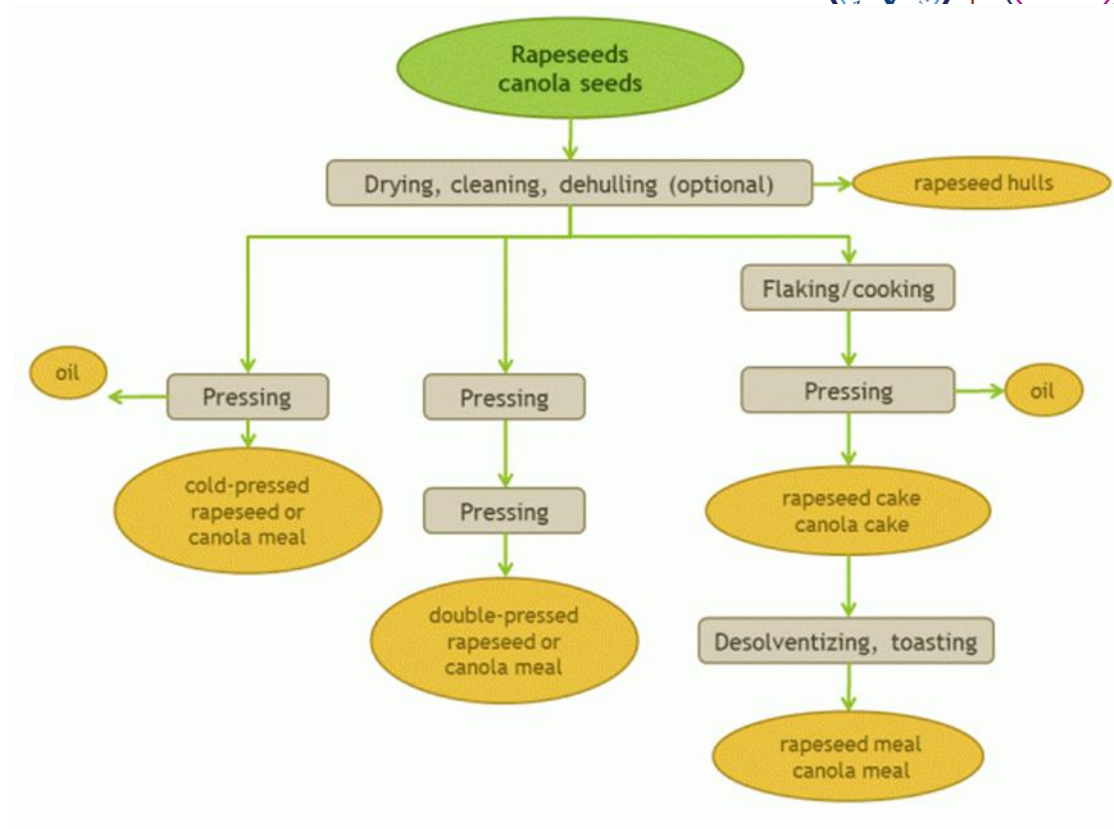 Rapeseeds
canola seeds
Drying, cleaning, dehulling (optional)
rapeseed hulls
Flaking/cooking
oil
Pressing
Pressing
Pressing
oil
cold-pressed
rapeseed or
canola meal
Pressing
rapeseed cake
canola cake
double-pressed
rapeseed or
canola meal
Desolventizing, toasting
rapeseed meal
canola meal